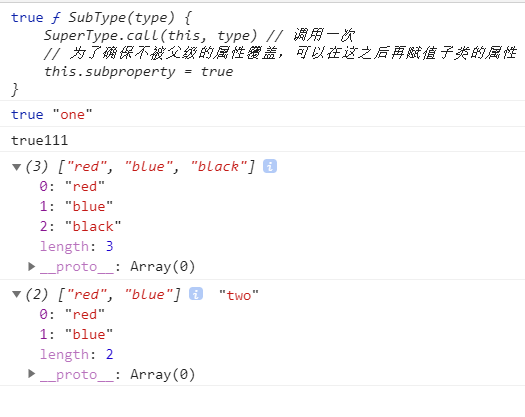 true ƒ SubType(type) {
SuperType.call(this, type) // 调用一次
// 为了确保不被父级的属性覆盖，可以在这之后再赋值子类的属性
this.subproperty = true
}
true "one"
true111
▼(3) ["red", "blue", "black"] i
0: "red"
1: "blue"
2: "black"
length: 3
▶__proto__: Array(0)
▼(2) ["red", "blue"] i "two"
0: "red"
1: "blue"
length: 2
▶__proto__: Array(0)